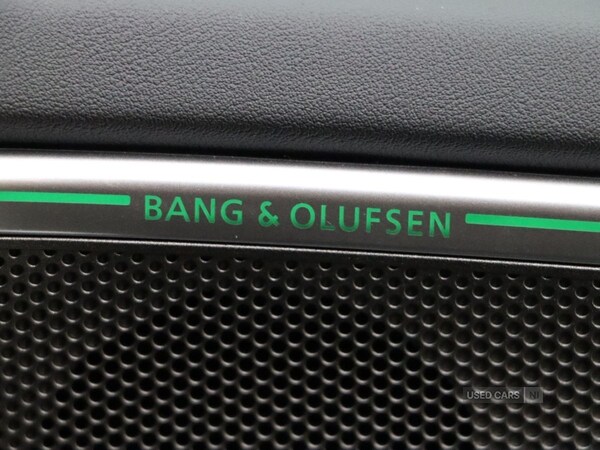 BANG & OLUFSEN
USED CARS NI